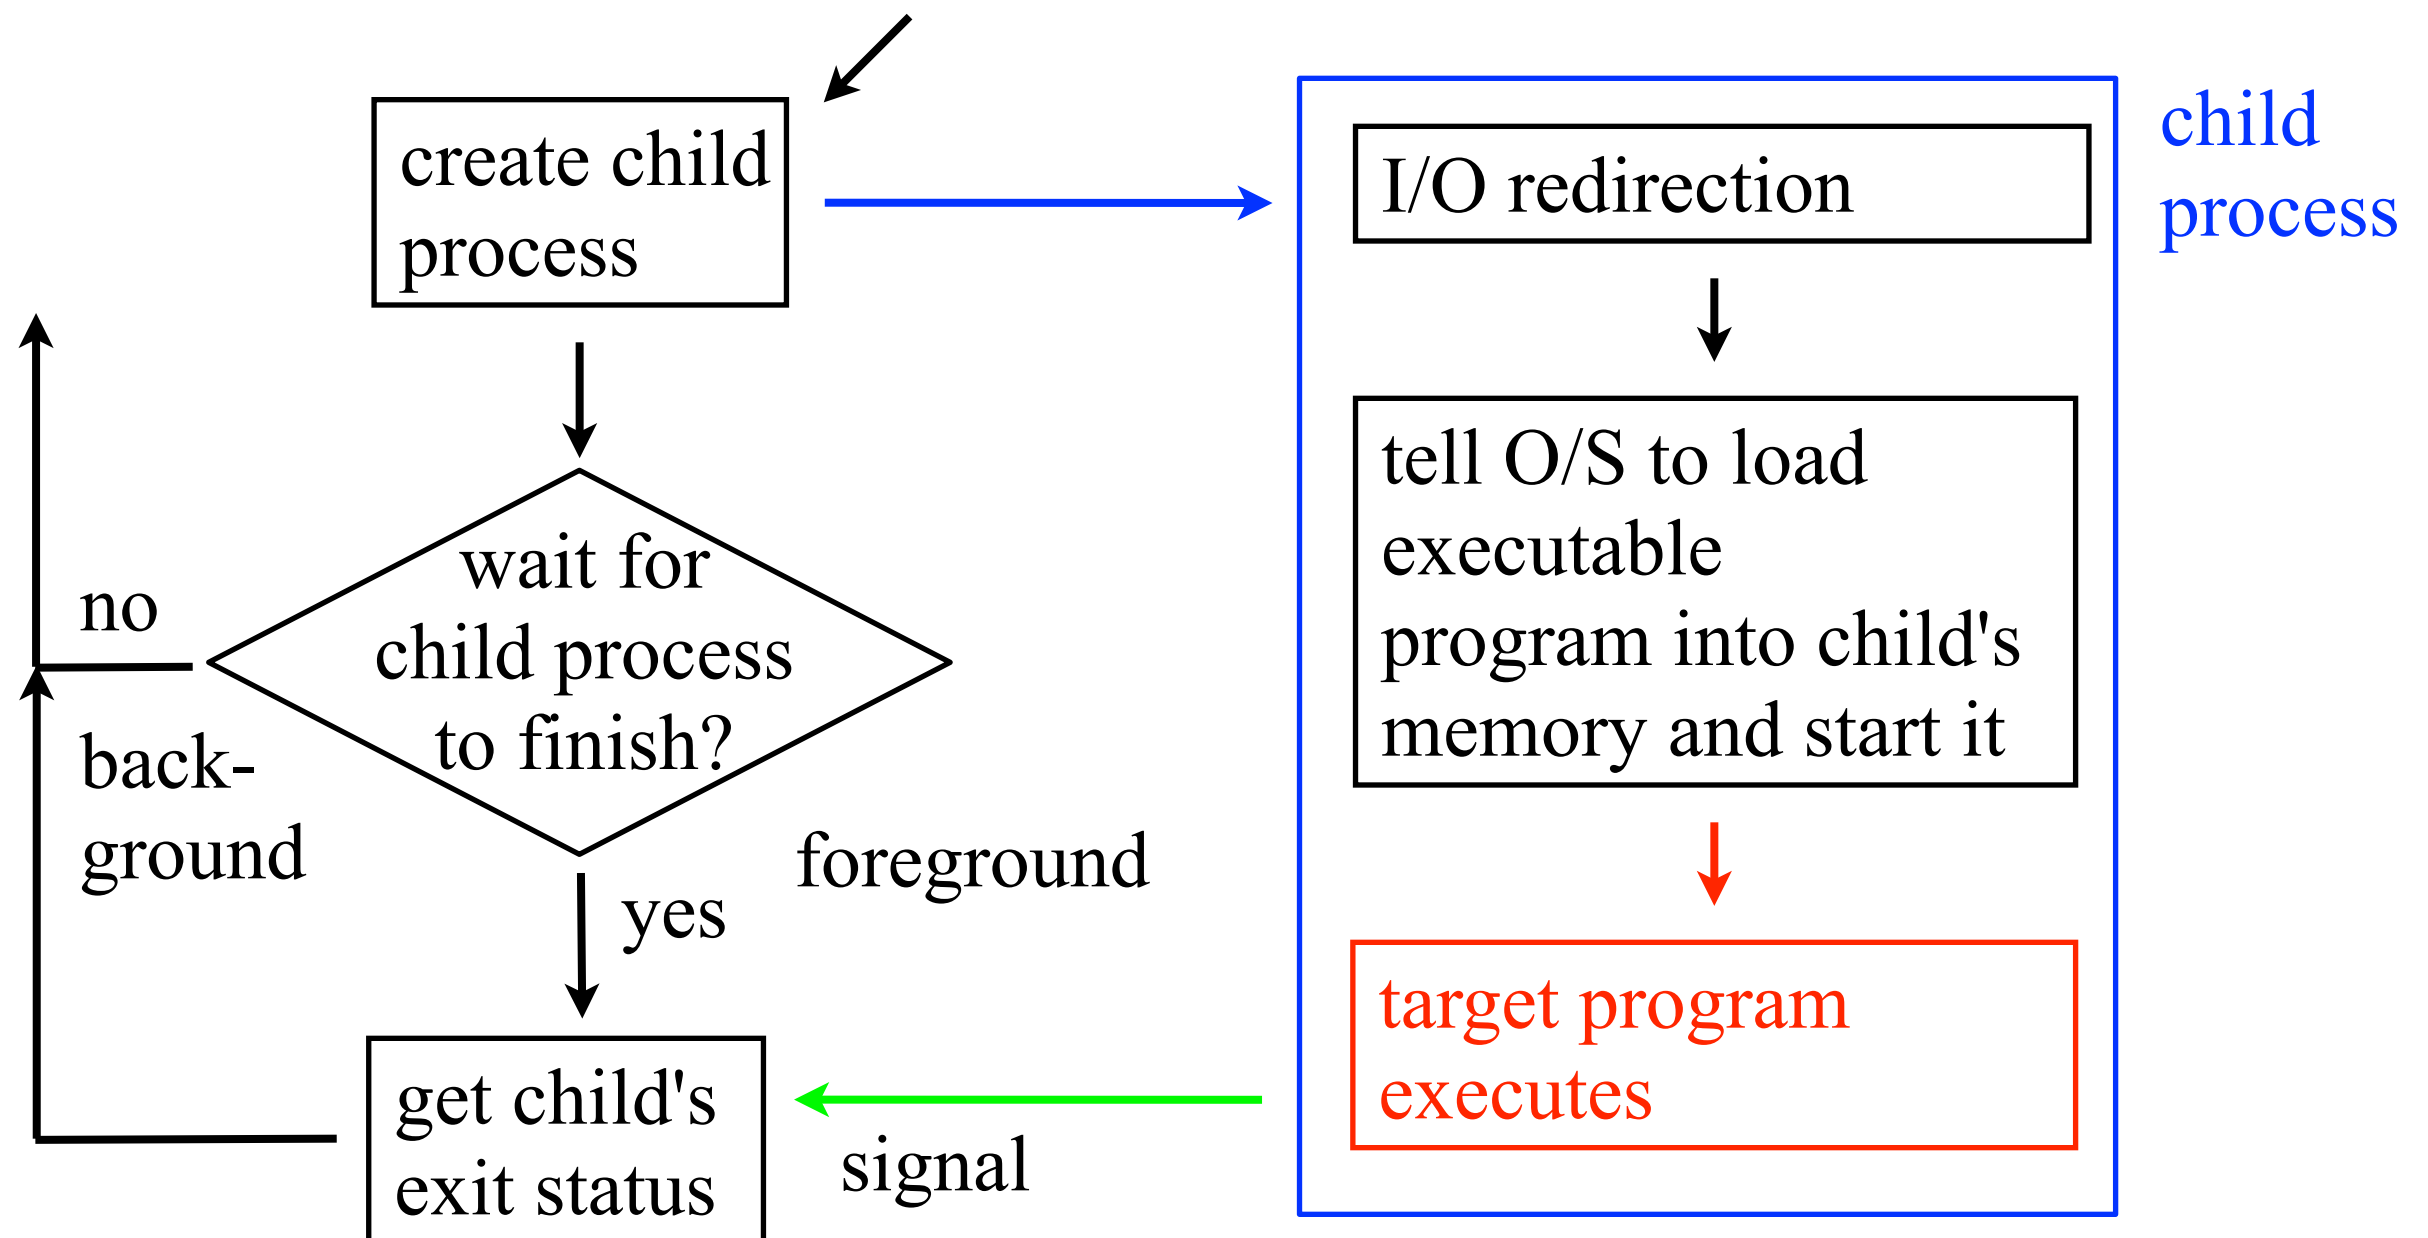 create child
process
wait for
child process
to finish?
no
back-
ground
yes
foreground
get child's
exit status
signal
I/O redirection
tell O/S to load
executable
program into child's
memory and start it
target program
executes
child
process